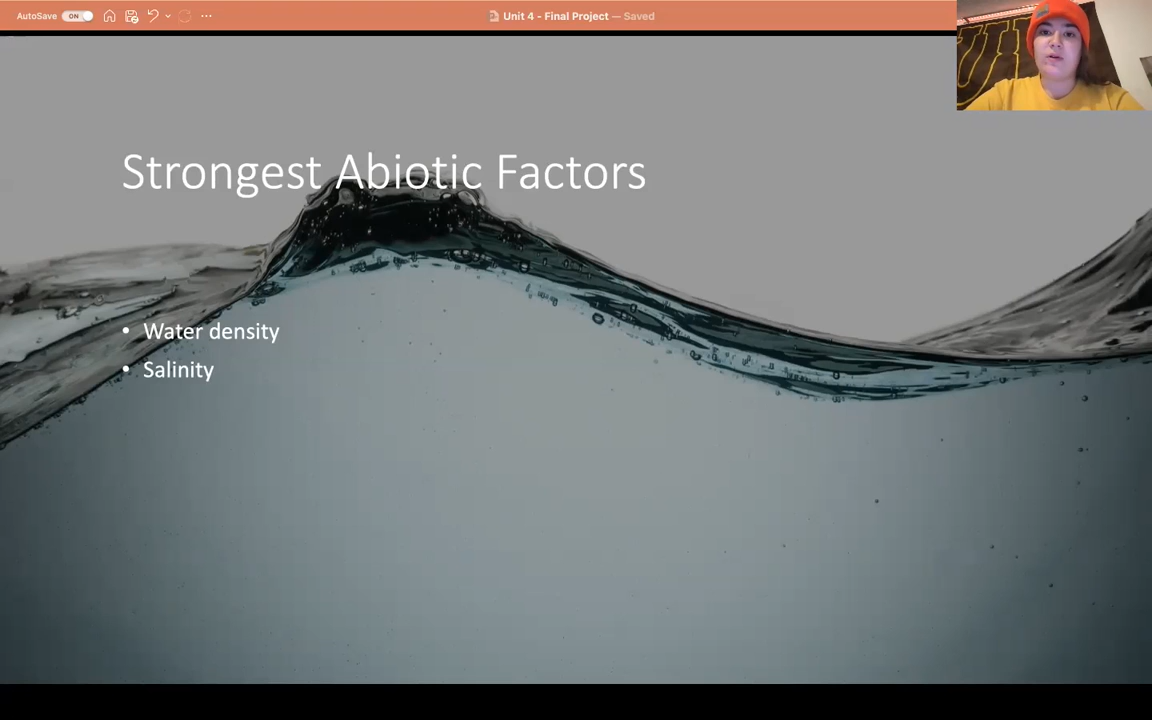 AutoSave ON ... Unit 4 - Final Project — Saved
Strongest Abiotic Factors
• Water density
• Salinity